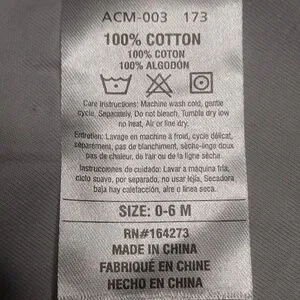 ACM-003 173
100% COTTON
100% COTON
100% ALGODÓN
Care Instructions: Machine wash cold, gentle
cycle, Separately, Do not bleach, Tumble dry low
no heat, Air or line dry.
Entretien: Lavage en machine à froid, cycle délicat,
séparément, pas de blanchiment, sèche-linge doux
pas de chaleur, de l'air ou de la ligne sèche.
Instrucciones de cuidado: Lavar a máquina fría,
ciclo suave, por separado, no usar lejía. Secadora
baja hay calefacción, aire o línea seca.
SIZE: 0-6 M
RN#164273
MADE IN CHINA
FABRIQUÉ EN CHINE
HECHO EN CHINA